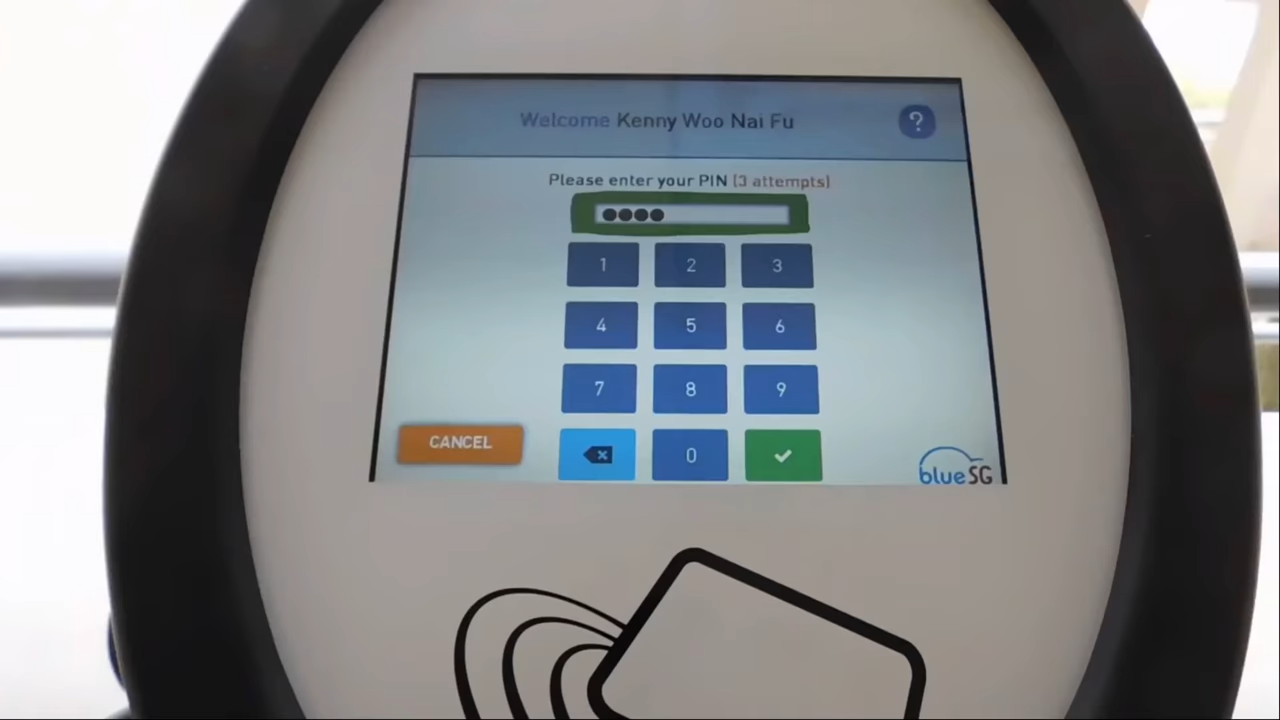 Welcome Kenny Woo Nai Fu
?
Please enter your PIN (3 attempts)
●●●●
1 2 3
4 5 6
7 8 9
CANCEL
0
blueSG